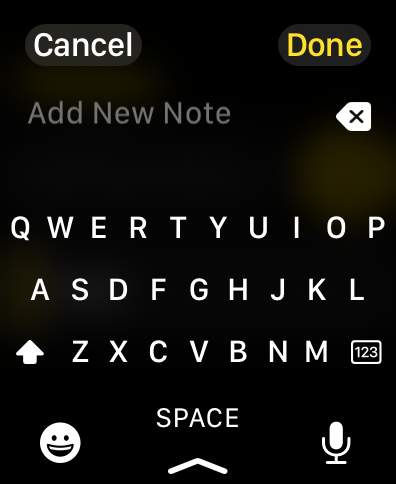 Cancel Done
Add New Note
Q W E R T Y U I O P
A S D F G H J K L
Z X C V B N M 123
SPACE